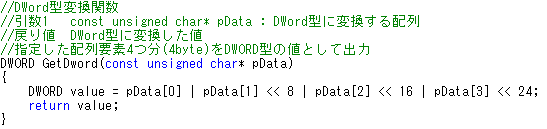 //DWord型変換関数
//引数1   const unsigned char* pData : DWord型に変換する配列
//戻り値  DWord型に変換した値
//指定した配列要素4つ分(4byte)をDWORD型の値として出力
DWORD GetDword(const unsigned char* pData)
{
    DWORD value = pData[0] | pData[1] << 8 | pData[2] << 16 | pData[3] << 24;
    return value;
}